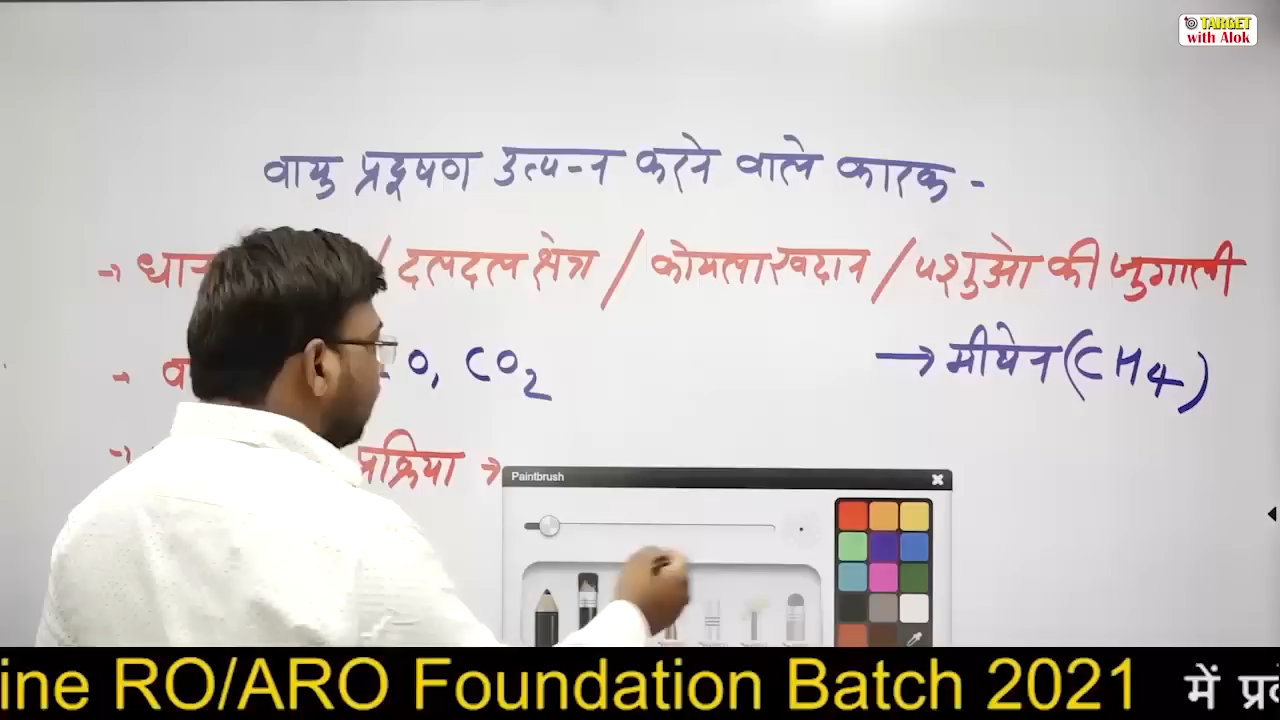 TARGET
with Alok
वायु प्रदूषण उत्पन्न करने वाले कारक -
→ धान / दलदल क्षेत्र / कोयला खदान / पशुओ की जुगाली
→ O, CO2 → मीथेन (CH4)
→ प्रक्रिया →
Paintbrush
ine RO/ARO Foundation Batch 2021 में